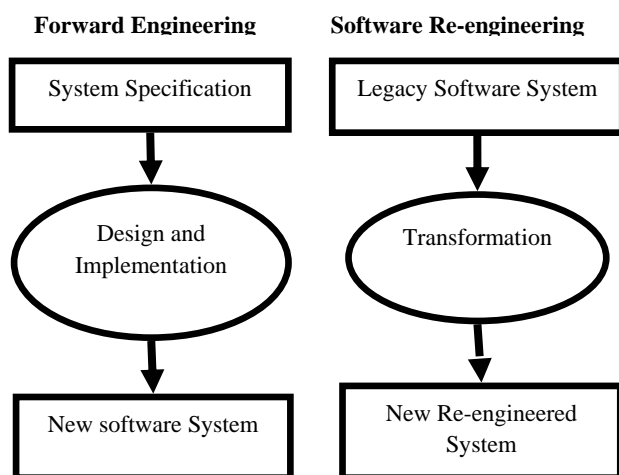 Forward Engineering
Software Re-engineering
System Specification
Legacy Software System
Design and
Implementation
Transformation
New software System
New Re-engineered
System